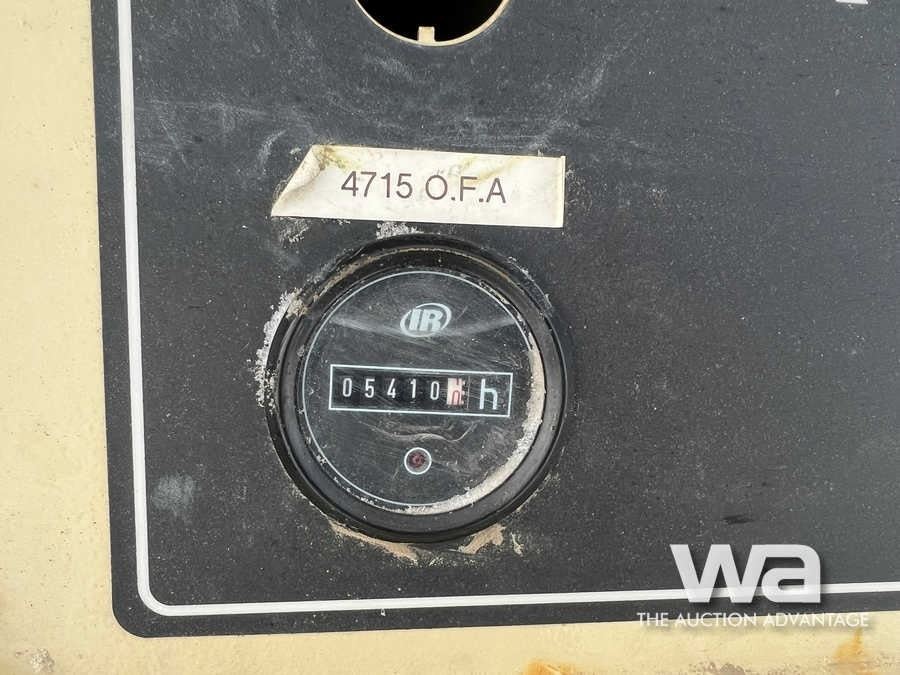 4715 O.F.A
IR
05410 h
wa
THE AUCTION ADVANTAGE